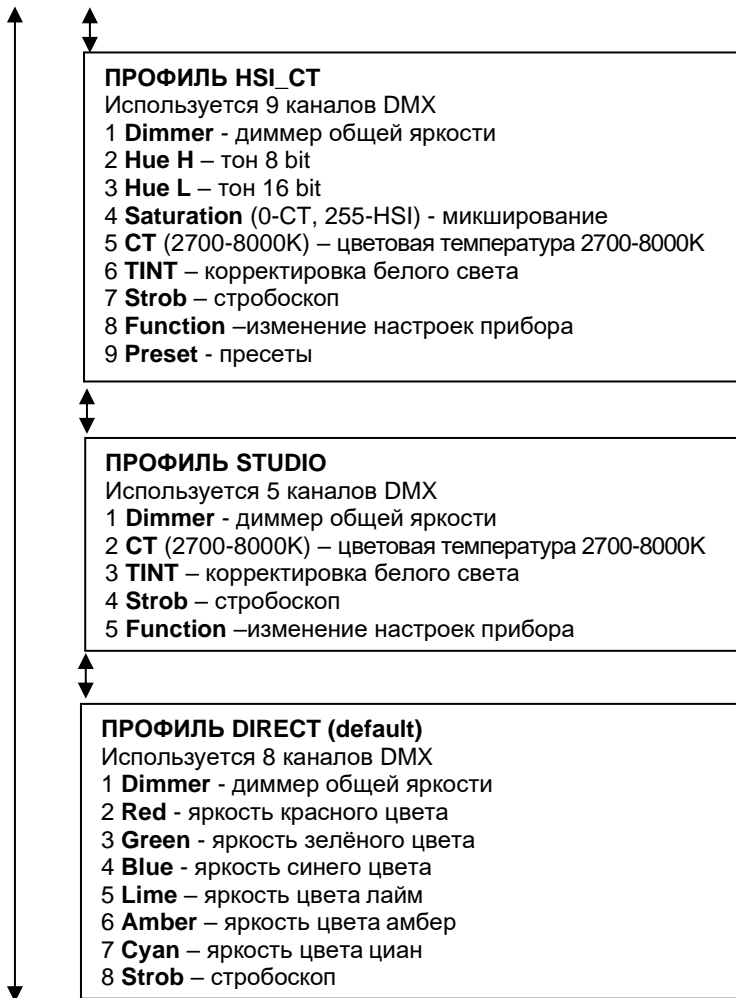 ПРОФИЛЬ HSI_CT
Используется 9 каналов DMX
1 Dimmer - диммер общей яркости
2 Hue H – тон 8 bit
3 Hue L – тон 16 bit
4 Saturation (0-CT, 255-HSI) - микширование
5 CT (2700-8000K) – цветовая температура 2700-8000K
6 TINT – корректировка белого света
7 Strob – стробоскоп
8 Function –изменение настроек прибора
9 Preset - пресеты
ПРОФИЛЬ STUDIO
Используется 5 каналов DMX
1 Dimmer - диммер общей яркости
2 CT (2700-8000K) – цветовая температура 2700-8000K
3 TINT – корректировка белого света
4 Strob – стробоскоп
5 Function –изменение настроек прибора
ПРОФИЛЬ DIRECT (default)
Используется 8 каналов DMX
1 Dimmer - диммер общей яркости
2 Red - яркость красного цвета
3 Green - яркость зелёного цвета
4 Blue - яркость синего цвета
5 Lime – яркость цвета лайм
6 Amber – яркость цвета амбер
7 Cyan – яркость цвета циан
8 Strob – стробоскоп